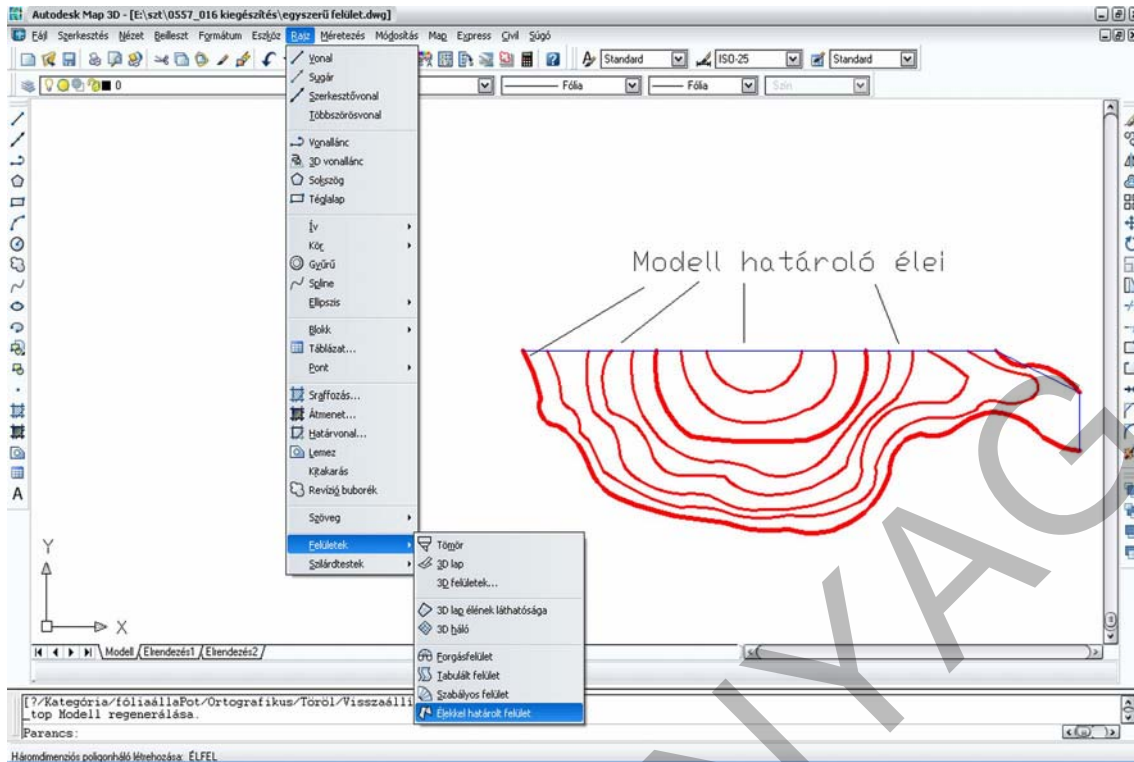 Autodesk Map 3D - [E:\szt\0557_016 kiegészítés\egyszerű felület.dwg]
Fájl Szerkesztés Nézet Beilleszt Formátum Eszköz Rajz Méretezés Módosítás Map Express Civil Súgó
Standard ISO-25 Standard
0 Fólia Fólia Szín
Vonal
Sugár
Szerkesztővonal
Többszörösvonal
Vonallánc
3D vonallánc
Sokszög
Téglalap
Ív
Kör
Gyűrű
Spline
Ellipszis
Blokk
Táblázat...
Pont
Sraffozás...
Átmenet...
Határvonal...
Lemez
Kitakarás
Revízió buborék
Szöveg
Felületek
Szilárdtestek
Tömör
3D lap
3D felületek...
3D lap élének láthatósága
3D háló
Forgásfelület
Tabulált felület
Szabályos felület
Élekkel határolt felület
Modell határoló élei
A
Y
X
Modell Elrendezés1 Elrendezés2
[?/Kategória/fóliaállaPot/Ortografikus/Töröl/Visszaállí
_top Modell regenerálása.
Parancs:
Háromdimenziós poligonháló létrehozása: ÉLFEL
ANYAG